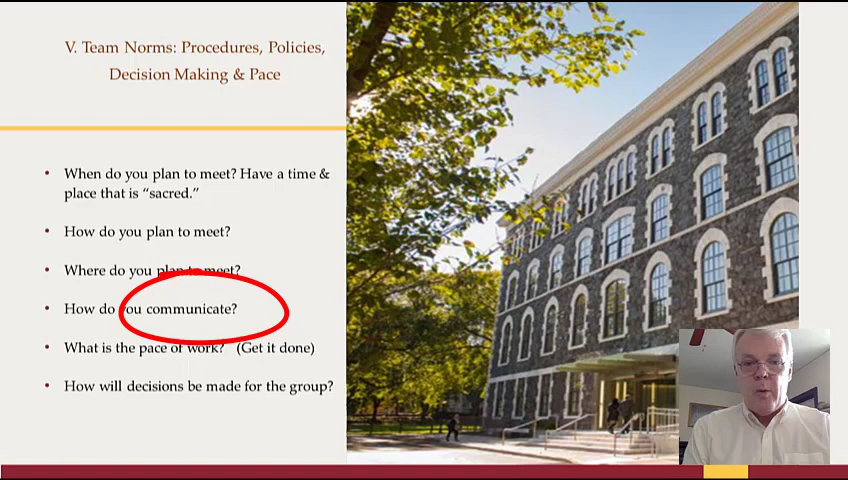 V. Team Norms: Procedures, Policies,
Decision Making & Pace
• When do you plan to meet? Have a time &
place that is “sacred.”
• How do you plan to meet?
• Where do you plan to meet?
• How do you communicate?
• What is the pace of work? (Get it done)
• How will decisions be made for the group?